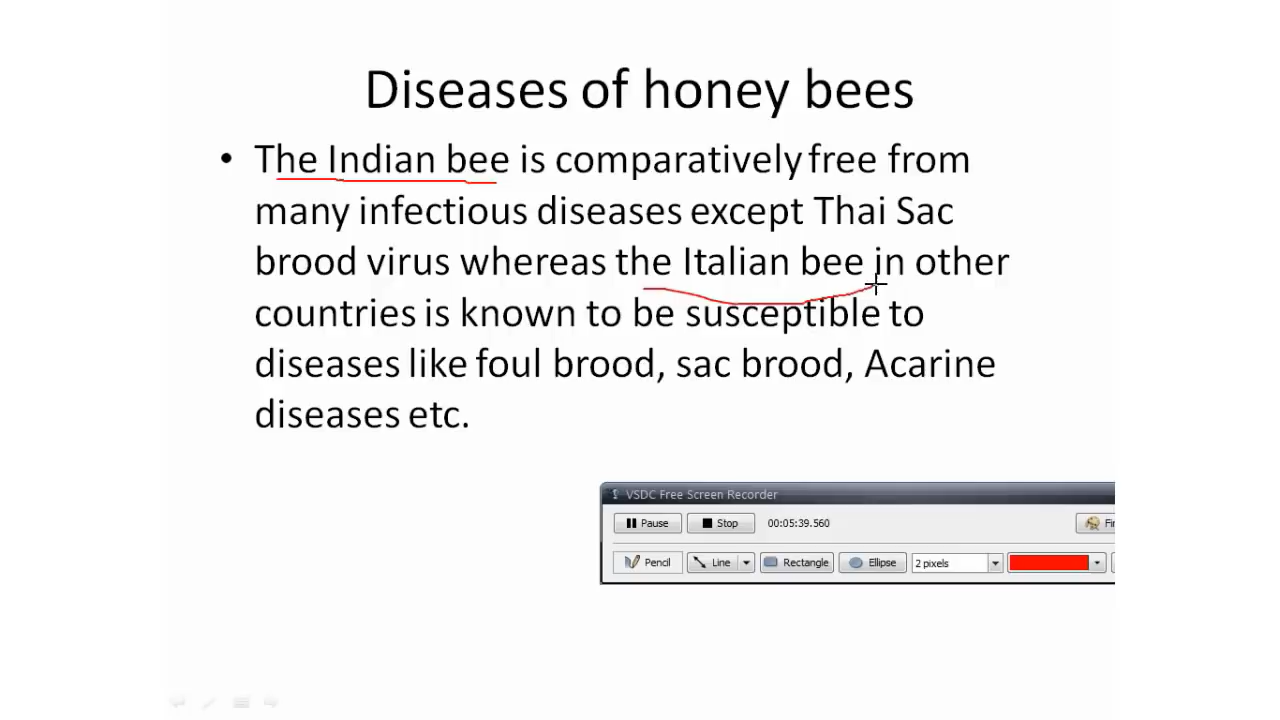 Diseases of honey bees
• The Indian bee is comparatively free from
many infectious diseases except Thai Sac
brood virus whereas the Italian bee in other
countries is known to be susceptible to
diseases like foul brood, sac brood, Acarine
diseases etc.
VSDC Free Screen Recorder
Pause Stop 00:05:39.560 Fi
Pencil Line Rectangle Ellipse 2 pixels